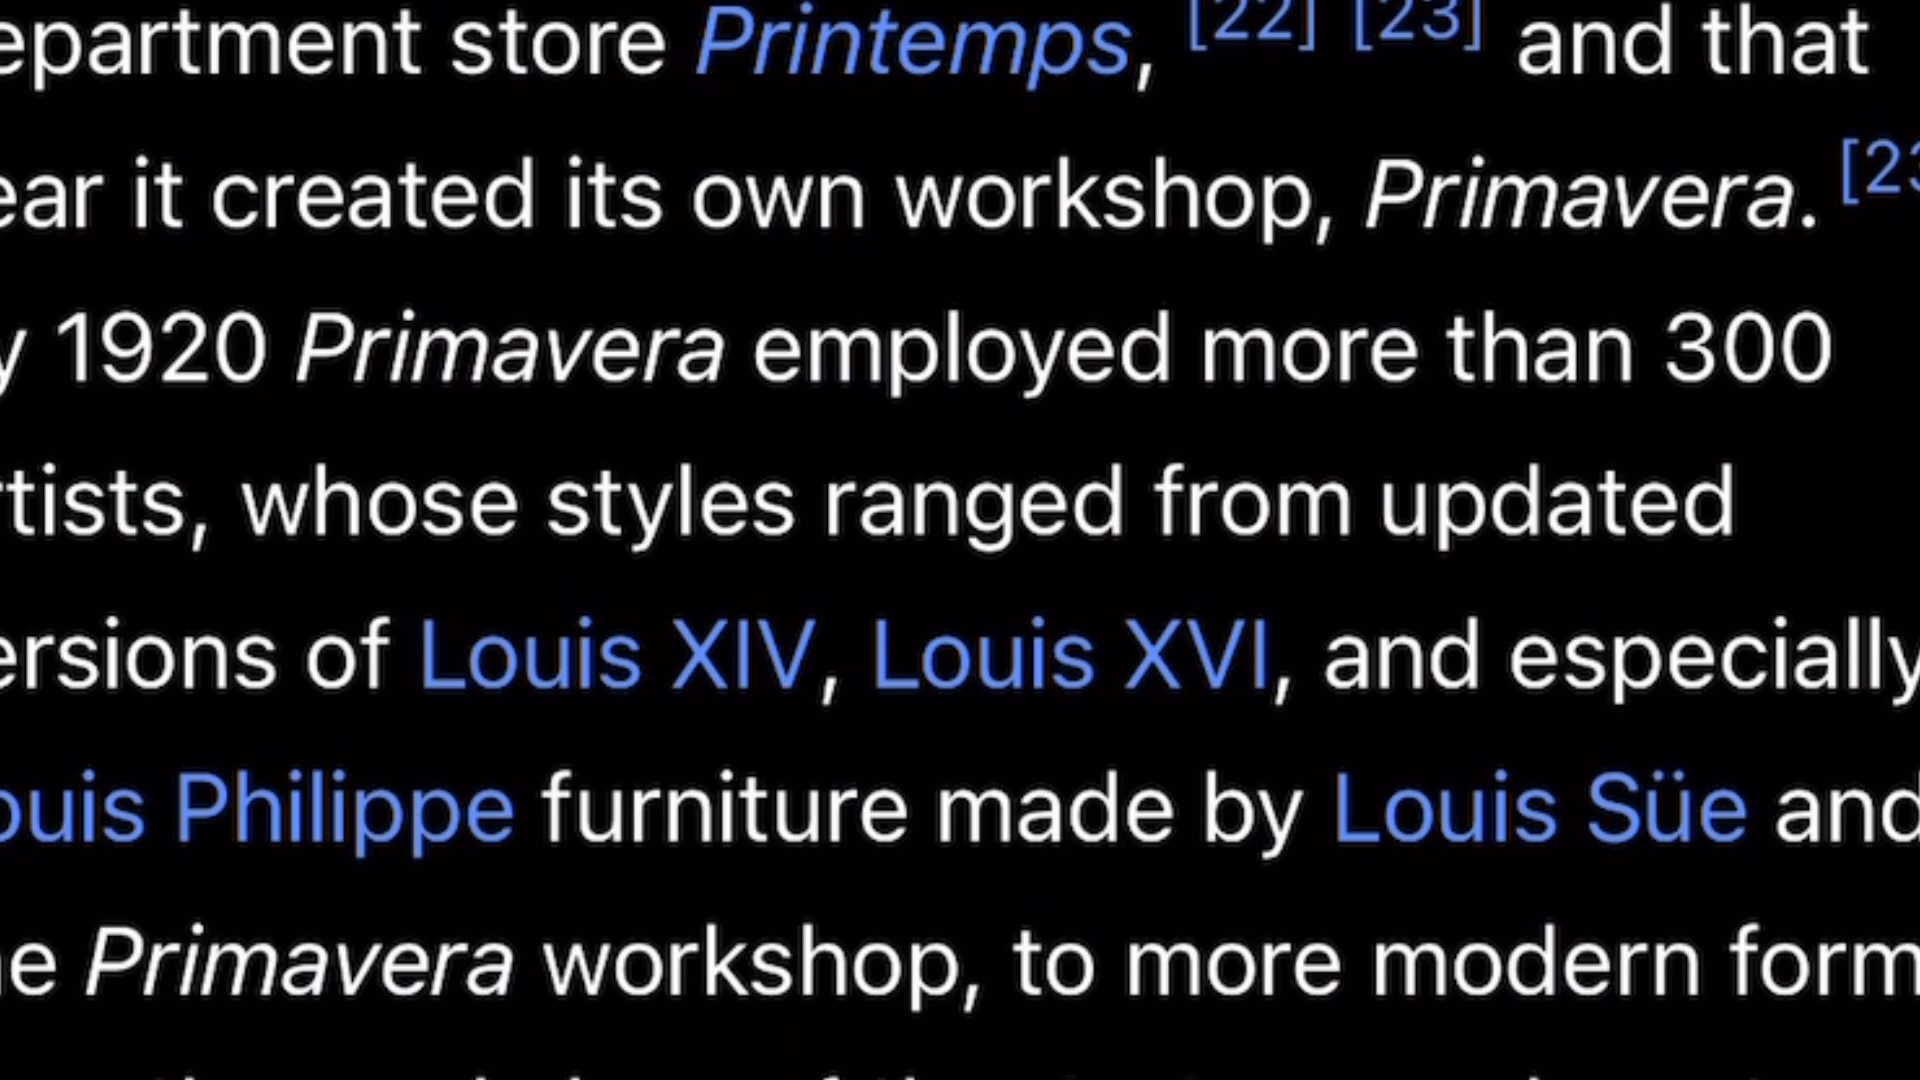 epartment store Printemps, [22] [23] and that
ear it created its own workshop, Primavera. [23
y 1920 Primavera employed more than 300
rtists, whose styles ranged from updated
ersions of Louis XIV, Louis XVI, and especially
ouis Philippe furniture made by Louis Süe and
he Primavera workshop, to more modern form